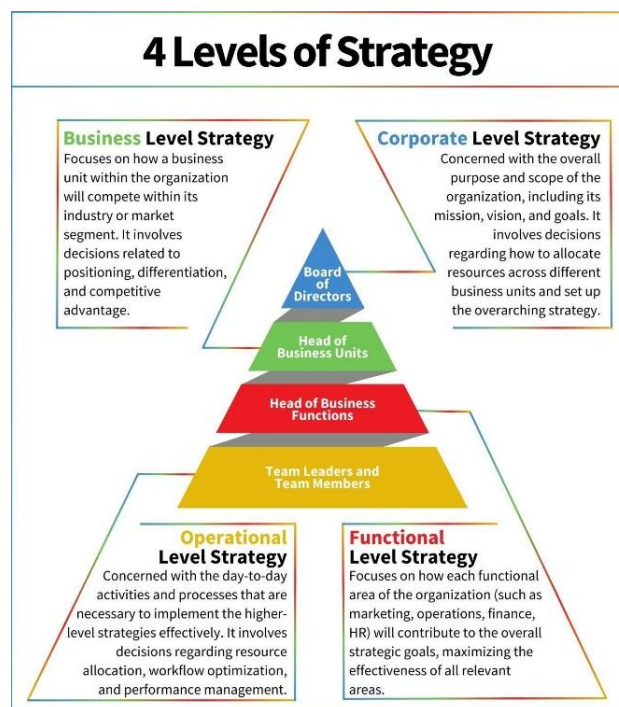 4 Levels of Strategy
Business Level Strategy
Focuses on how a business
unit within the organization
will compete within its
industry or market
segment. It involves
decisions related to
positioning, differentiation,
and competitive
advantage.
Corporate Level Strategy
Concerned with the overall
purpose and scope of the
organization, including its
mission, vision, and goals. It
involves decisions
regarding how to allocate
resources across different
business units and set up
the overarching strategy.
Board
of
Directors
Head of
Business Units
Head of Business
Functions
Team Leaders and
Team Members
Operational
Level Strategy
Concerned with the day-to-day
activities and processes that are
necessary to implement the higher-
level strategies effectively. It involves
decisions regarding resource
allocation, workflow optimization,
and performance management.
Functional
Level Strategy
Focuses on how each functional
area of the organization (such as
marketing, operations, finance,
HR) will contribute to the overall
strategic goals, maximizing the
effectiveness of all relevant
areas.